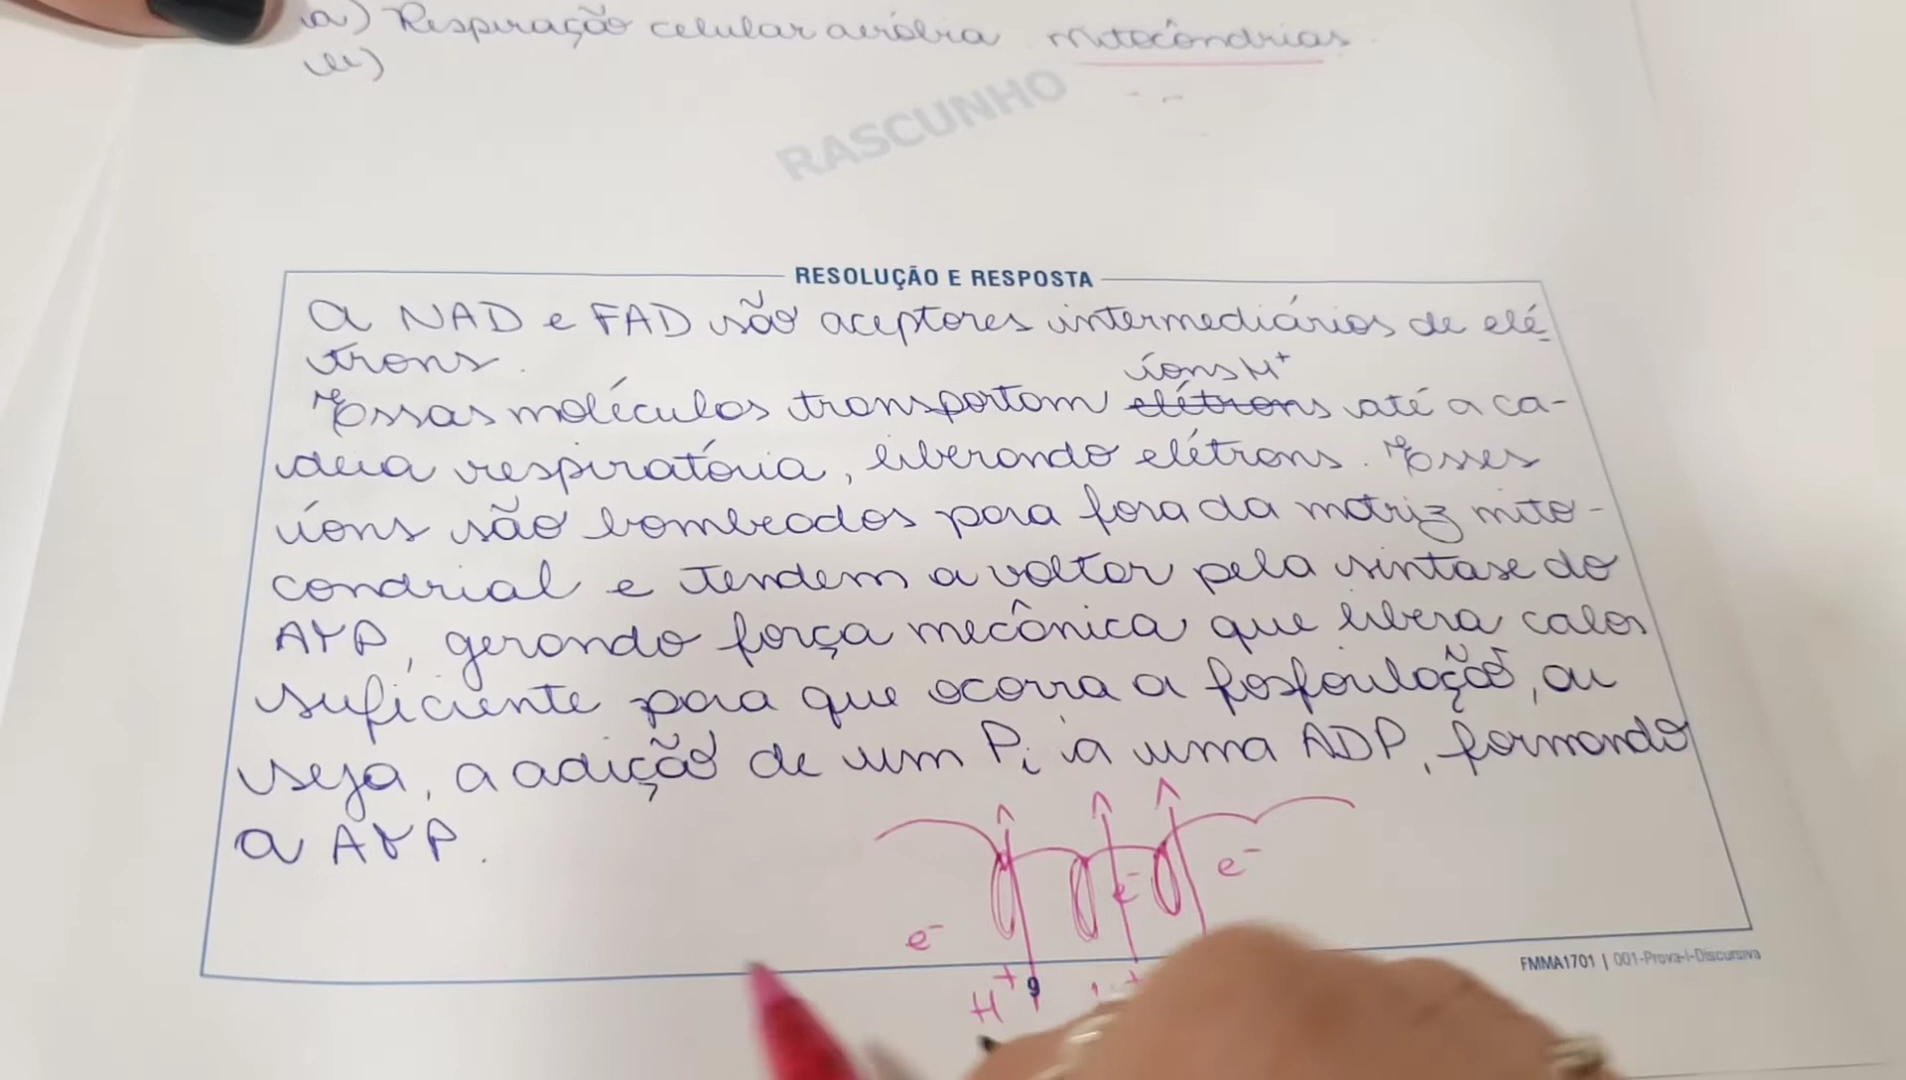 a) Respiração celular aeróbia mitocôndrias.
RASCUNHO
RESOLUÇÃO E RESPOSTA
A NAD e FAD são aceptores intermediários de elé
trons.
íons H+
Essas moléculas transportam elétrons até a ca-
deia respiratória, liberando elétrons. Esses
íons são bombeados para fora da matriz mito-
condrial e tendem a voltar pela sintase do
ATP, gerando força mecânica que libera calor
suficiente para que ocorra a fosforilação, ou
seja, a adição de um Pi a uma ADP, formando
a ATP.
e-
e-
e-
FMMA1701 | 001-Prova-I-Discursiva
H+
9